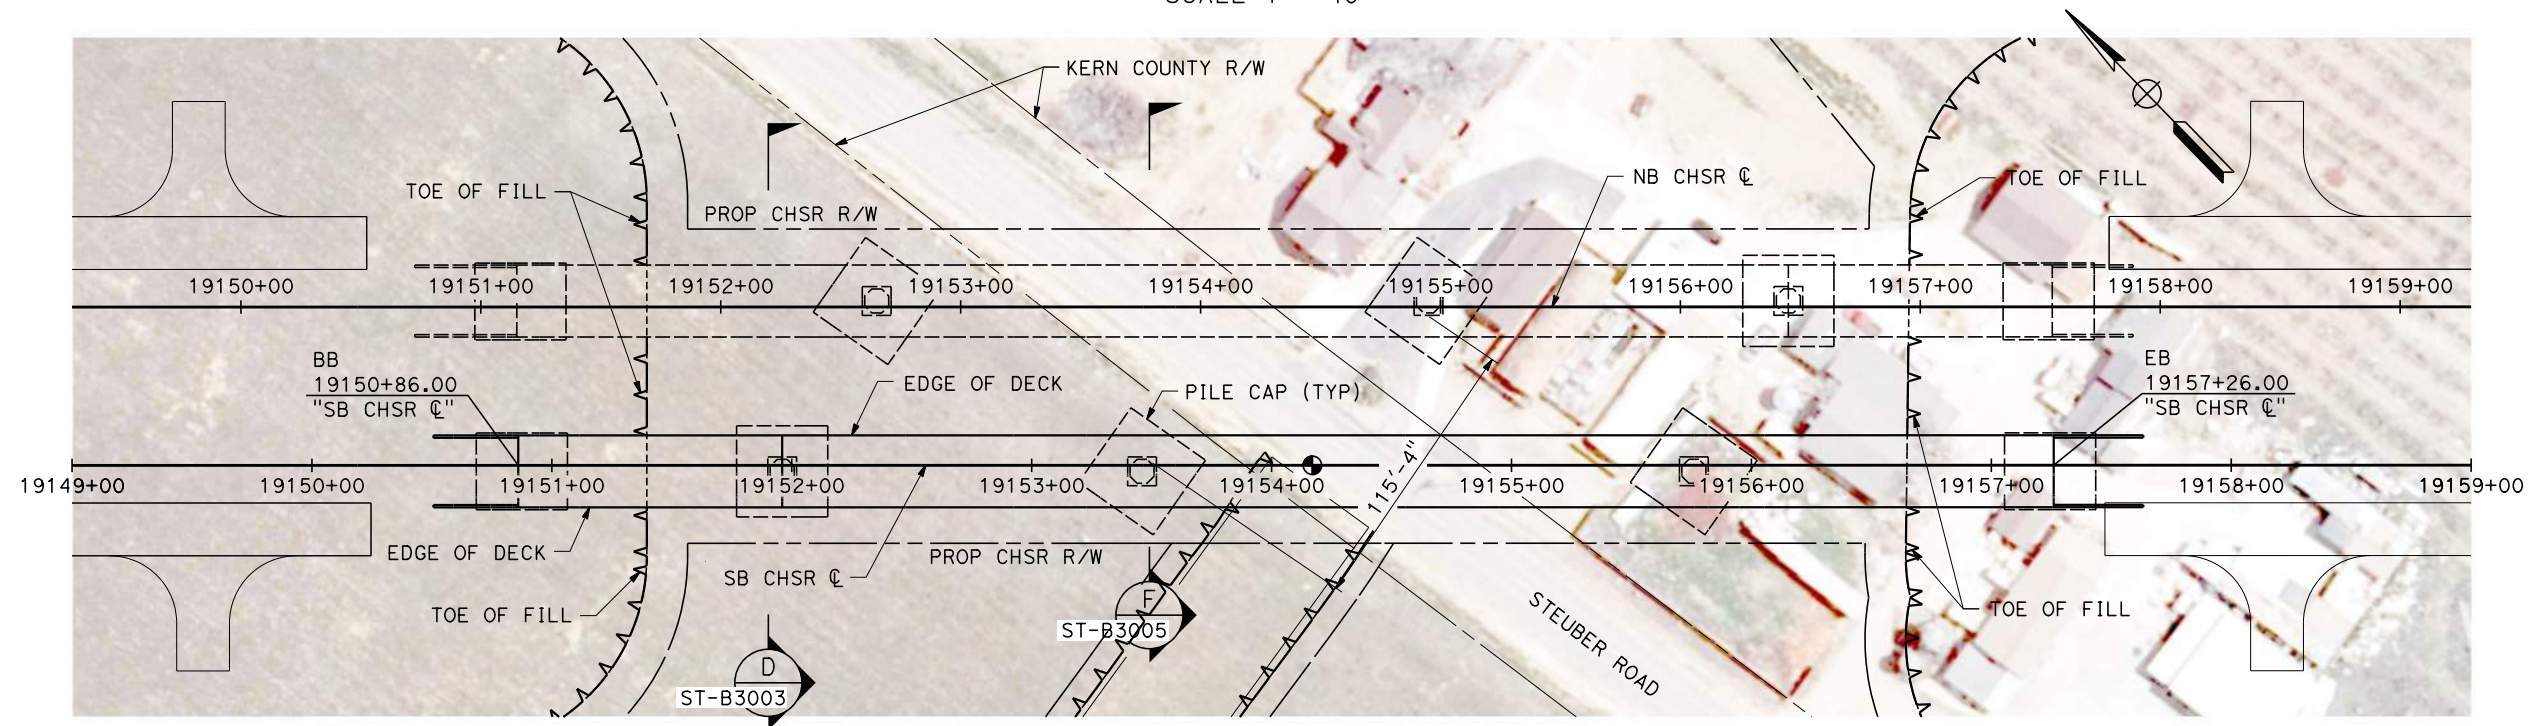 KERN COUNTY R/W
TOE OF FILL
NB CHSR ℄
TOE OF FILL
PROP CHSR R/W
19150+00
19151+00
19152+00
19153+00
19154+00
19155+00
19156+00
19157+00
19158+00
19159+00
BB
19150+86.00
"SB CHSR ℄"
EDGE OF DECK
PILE CAP (TYP)
EB
19157+26.00
"SB CHSR ℄"
115'-4"
19149+00
19150+00
19151+00
19152+00
19153+00
19154+00
19155+00
19156+00
19157+00
19158+00
19159+00
EDGE OF DECK
SB CHSR ℄
PROP CHSR R/W
TOE OF FILL
F
ST-B3005
STEUBER ROAD
TOE OF FILL
D
ST-B3003